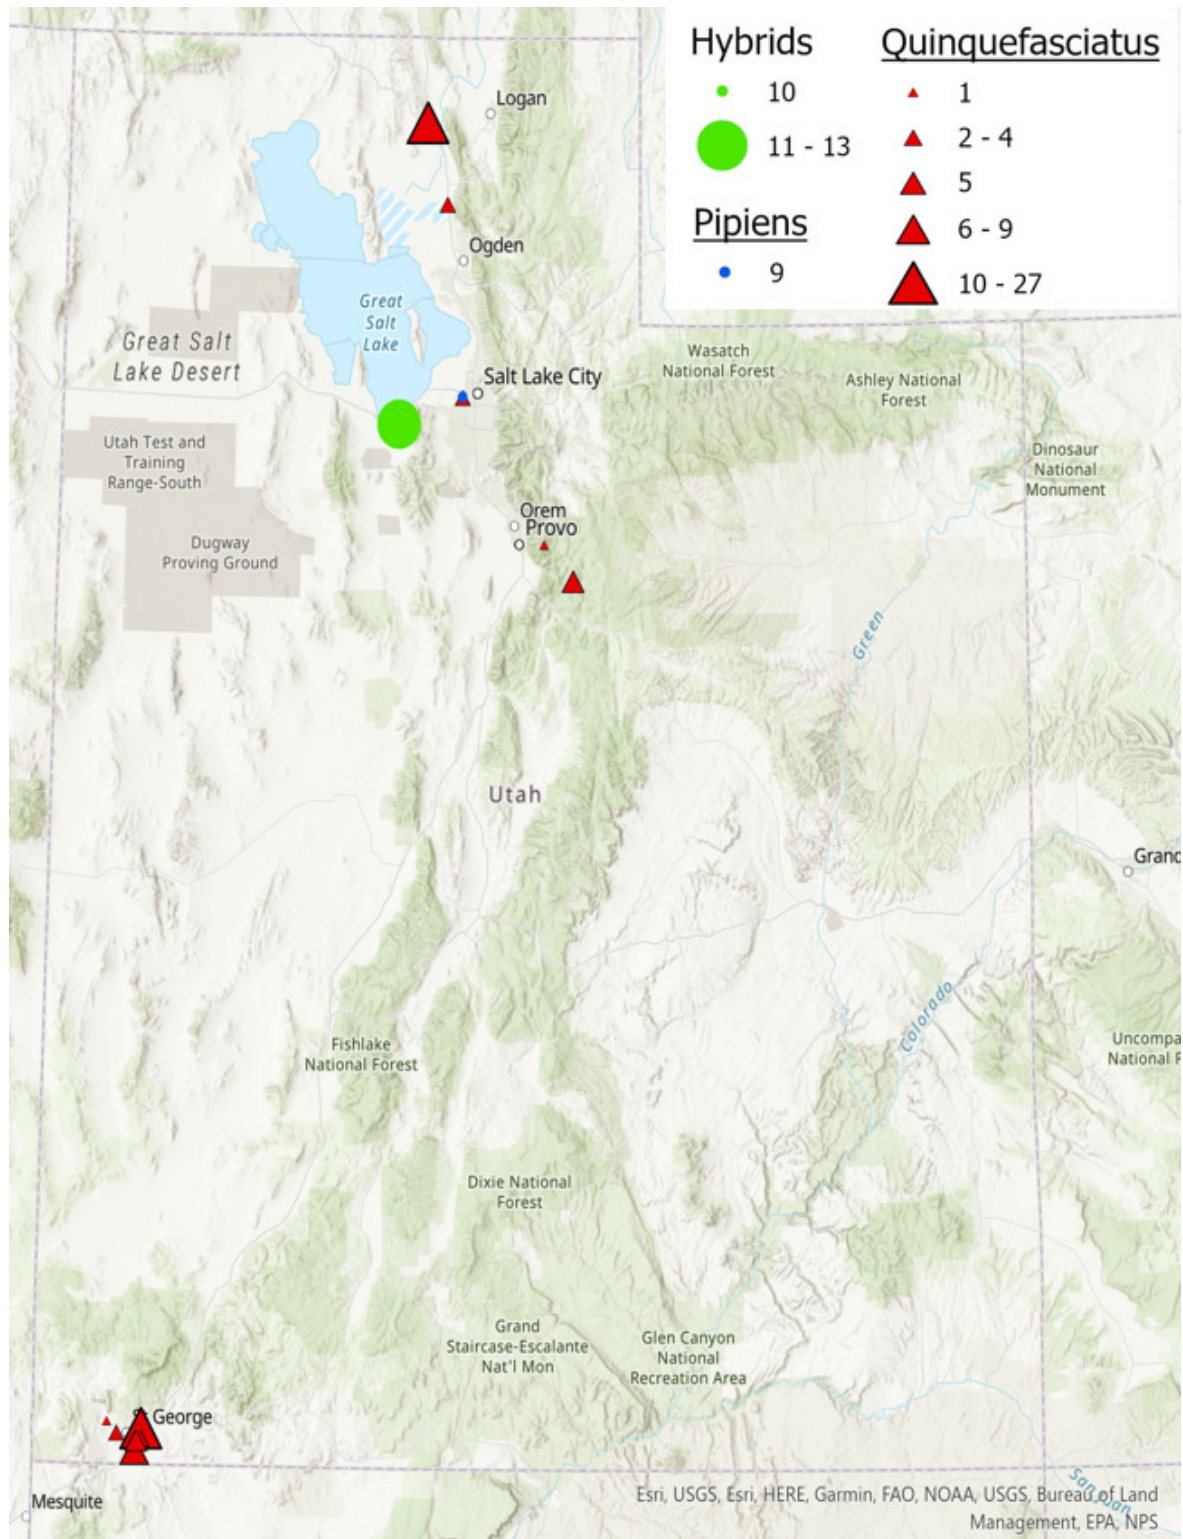 Hybrids
10
11 - 13
Pipiens
9
Quinquefasciatus
1
2 - 4
5
6 - 9
10 - 27
Logan
Ogden
Great
Salt
Lake
Great Salt
Lake Desert
Salt Lake City
Wasatch
National Forest
Ashley National
Forest
Utah Test and
Training
Range-South
Dinosaur
National
Monument
Orem
Provo
Dugway
Proving Ground
Green
Utah
Grand
Colorado
Fishlake
National Forest
Uncompa
National F
Dixie National
Forest
Grand
Staircase-Escalante
Nat'l Mon
Glen Canyon
National
Recreation Area
George
Mesquite
San Juan
Esri, USGS, Esri, HERE, Garmin, FAO, NOAA, USGS, Bureau of Land
Management, EPA, NPS